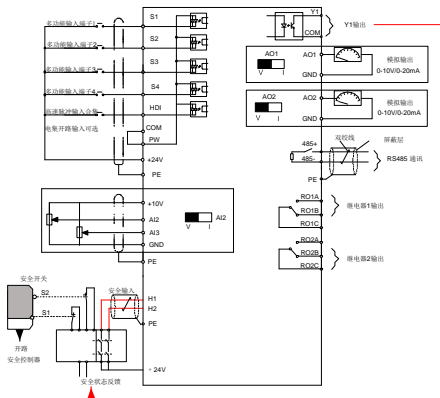 多功能输入端子1
S1
多功能输入端子2
S2
多功能输入端子3
S3
多功能输入端子4
S4
高速脉冲输入合集
HDI
电集开路输入可选
COM
PW
+24V
PE
Y1
COM
Y1输出
AO1
V I
AO1
GND
模拟输出
0-10V/0-20mA
AO2
V I
AO2
GND
模拟输出
0-10V/0-20mA
双绞线
屏蔽层
485+
485-
RS485 通讯
PE
+10V
AI2
AI3
GND
PE
AI2
V I
RO1A
RO1B
RO1C
继电器1输出
RO2A
RO2B
RO2C
继电器2输出
安全开关
S2
S1
安全输入
H1
H2
PE
开路
安全控制器
+24V
安全状态反馈